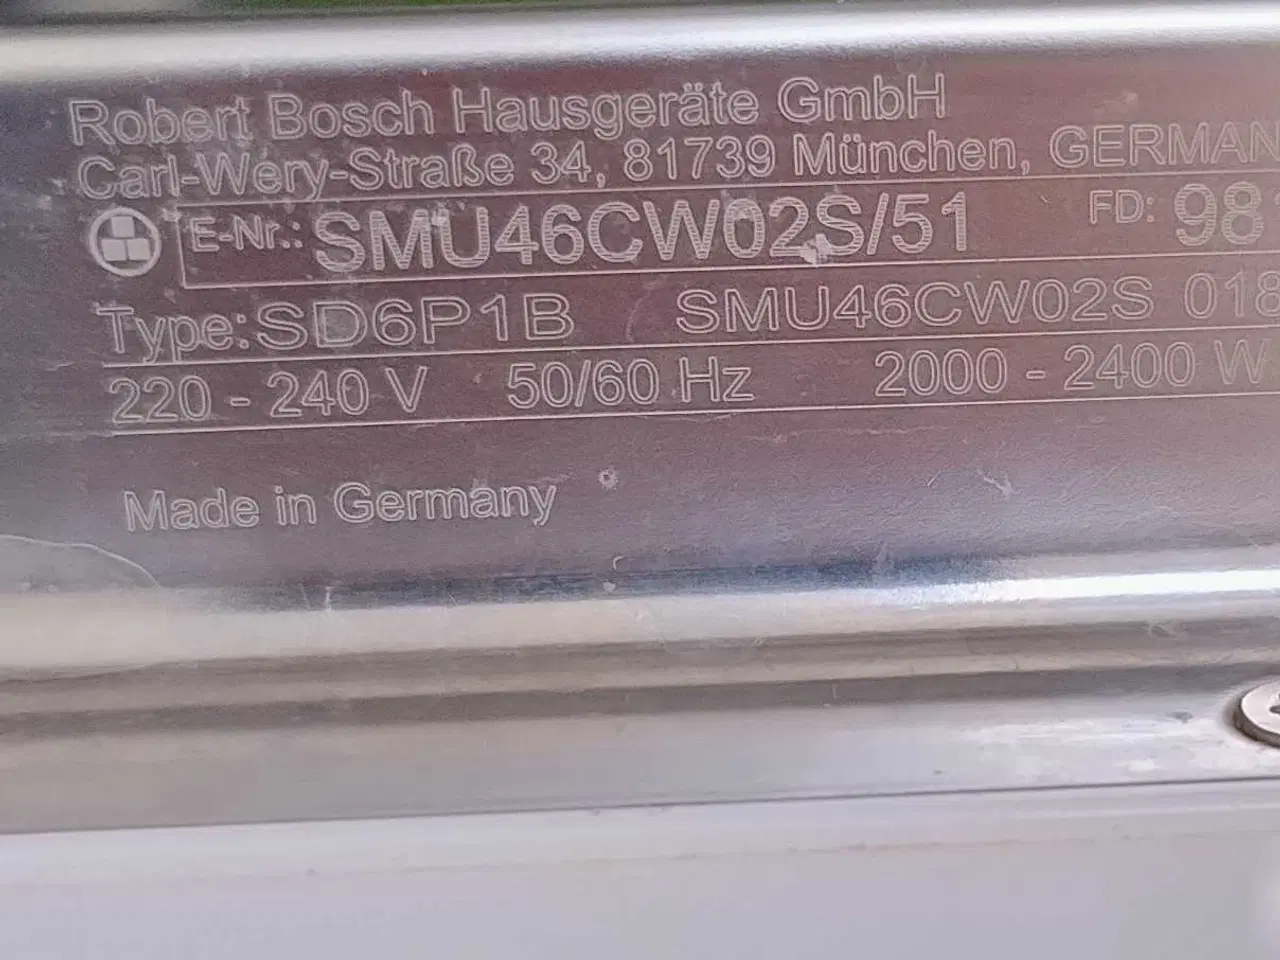 Robert Bosch Hausgeräte GmbH
Carl-Wery-Straße 34, 81739 München, GERMAN
E-Nr.: SMU46CW02S/51 FD: 98
Type: SD6P1B SMU46CW02S 018
220 - 240 V 50/60 Hz 2000 - 2400 W
Made in Germany